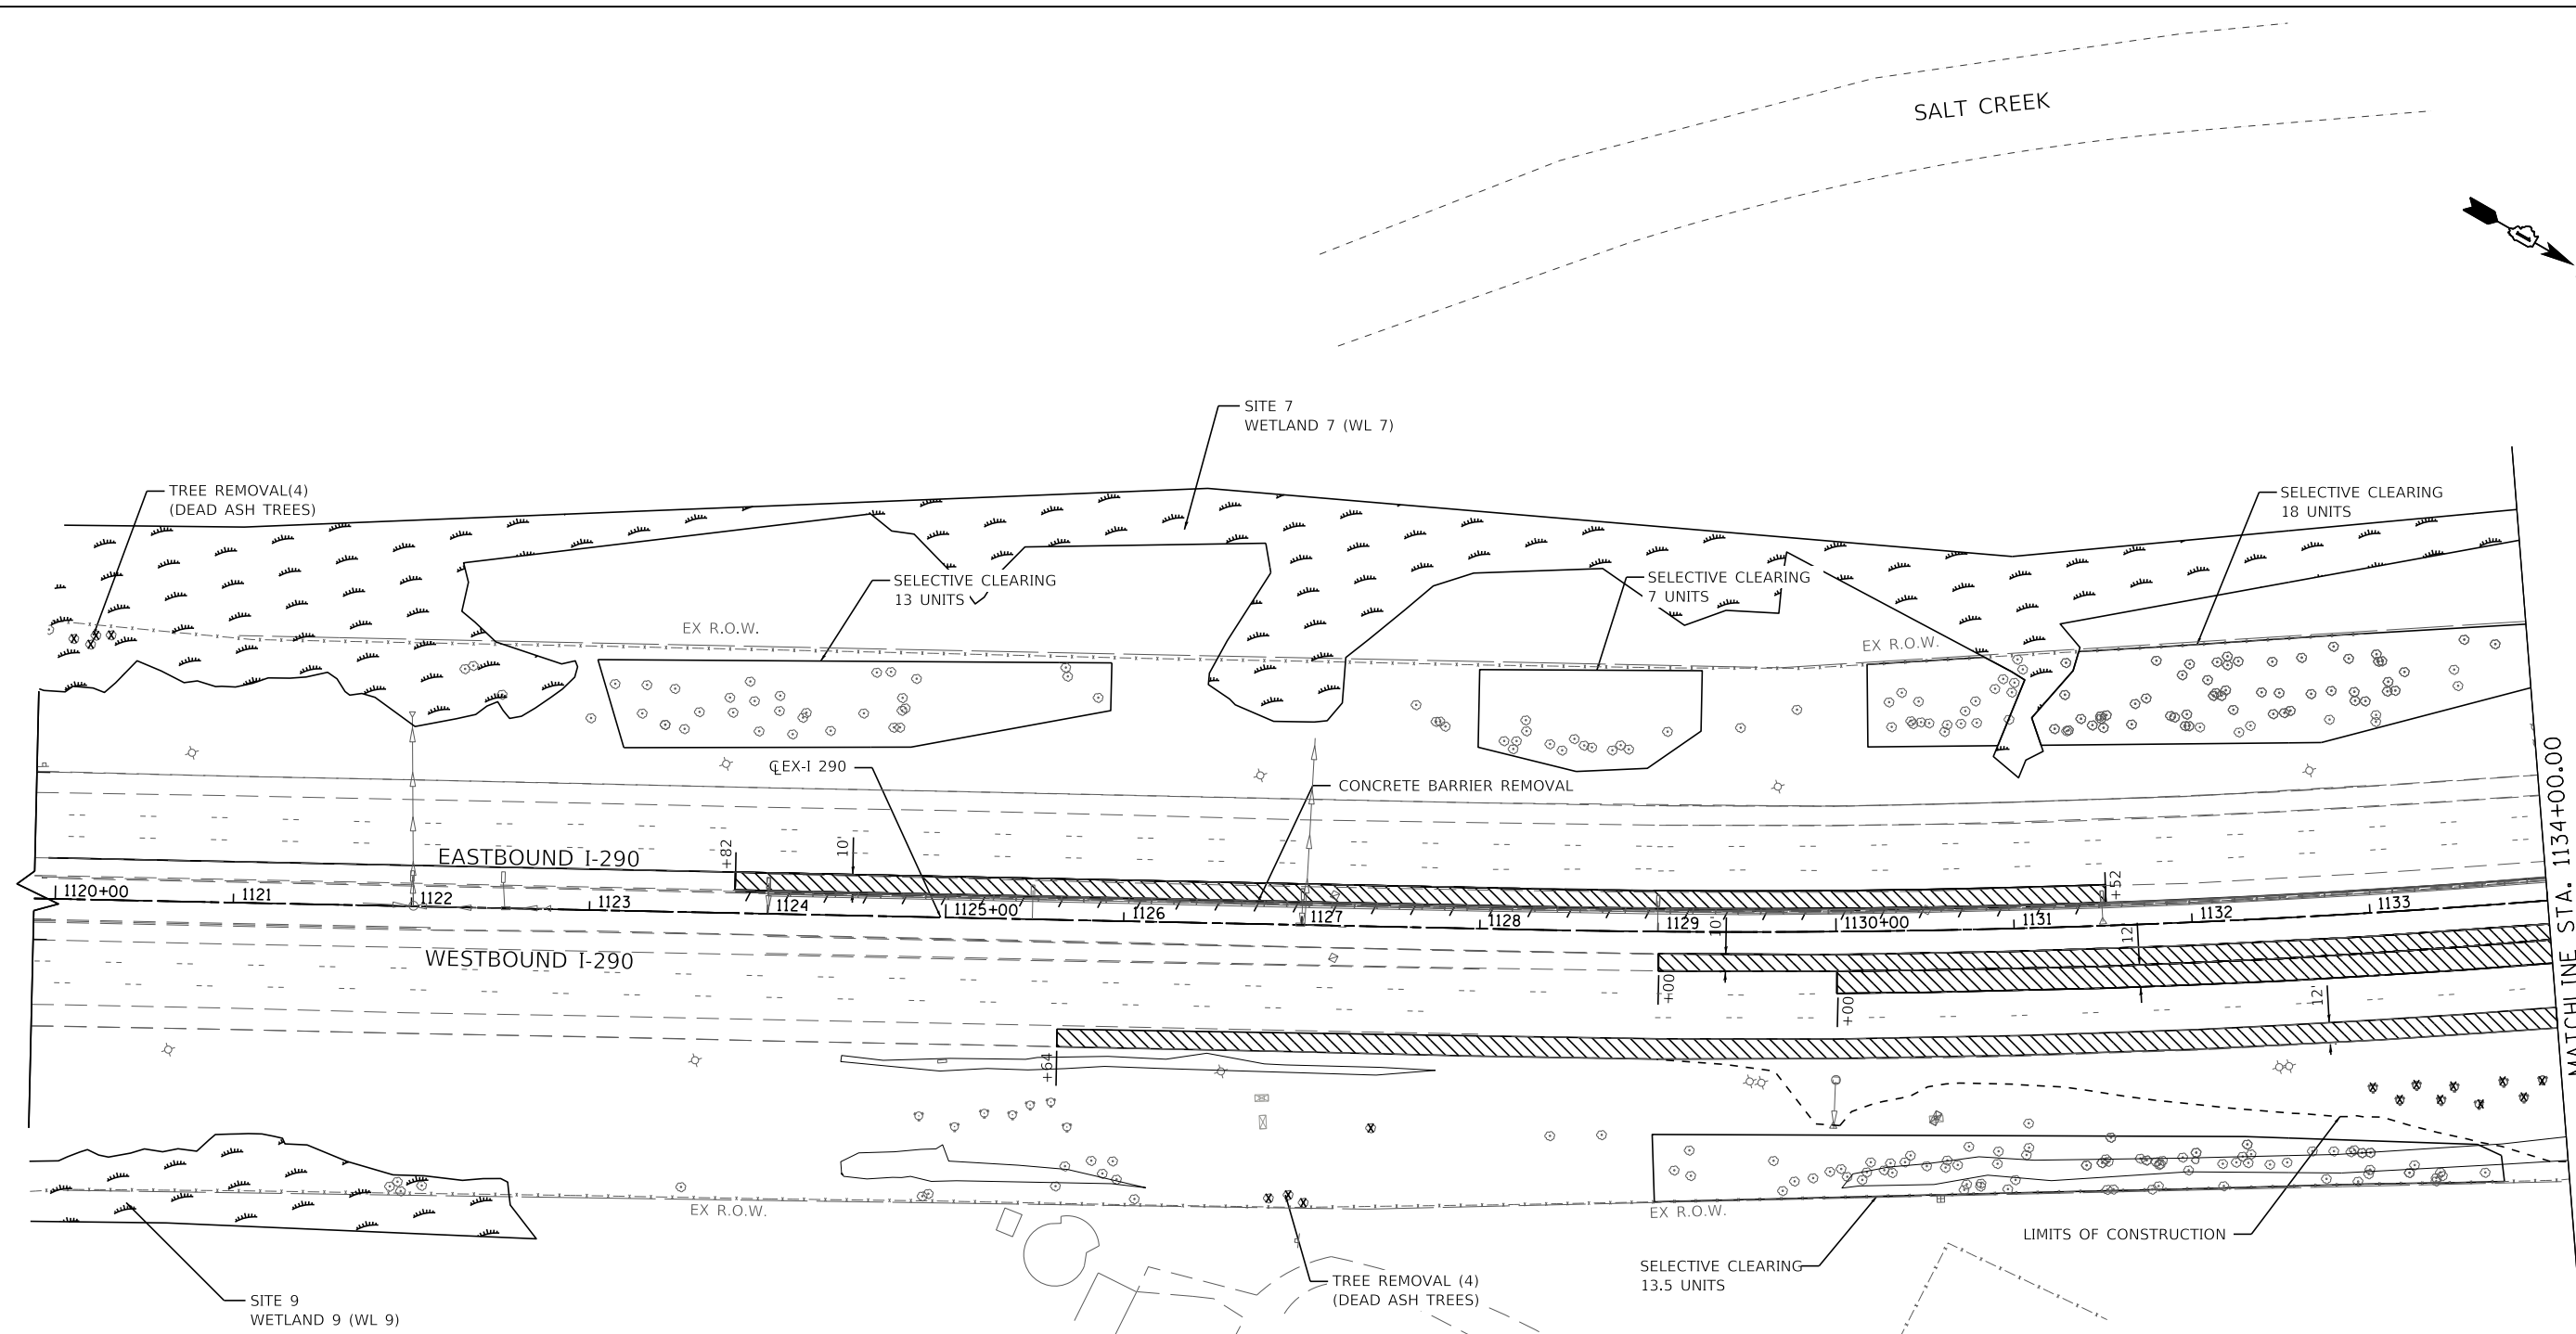 SALT CREEK
SITE 7
WETLAND 7 (WL 7)
TREE REMOVAL(4)
(DEAD ASH TREES)
SELECTIVE CLEARING
18 UNITS
SELECTIVE CLEARING
13 UNITS
SELECTIVE CLEARING
7 UNITS
EX R.O.W.
EX R.O.W.
℄EX-I 290
CONCRETE BARRIER REMOVAL
MATCHLINE STA. 1134+00.00
EASTBOUND I-290
+82
10'
+52
1120+00
1121
1122
1123
1124
1125+00
1126
1127
1128
1129
1130+00
1131
1132
1133
10'
12'
WESTBOUND I-290
+00
+00
12'
+64
EX R.O.W.
EX R.O.W.
LIMITS OF CONSTRUCTION
SELECTIVE CLEARING
13.5 UNITS
TREE REMOVAL (4)
(DEAD ASH TREES)
SITE 9
WETLAND 9 (WL 9)